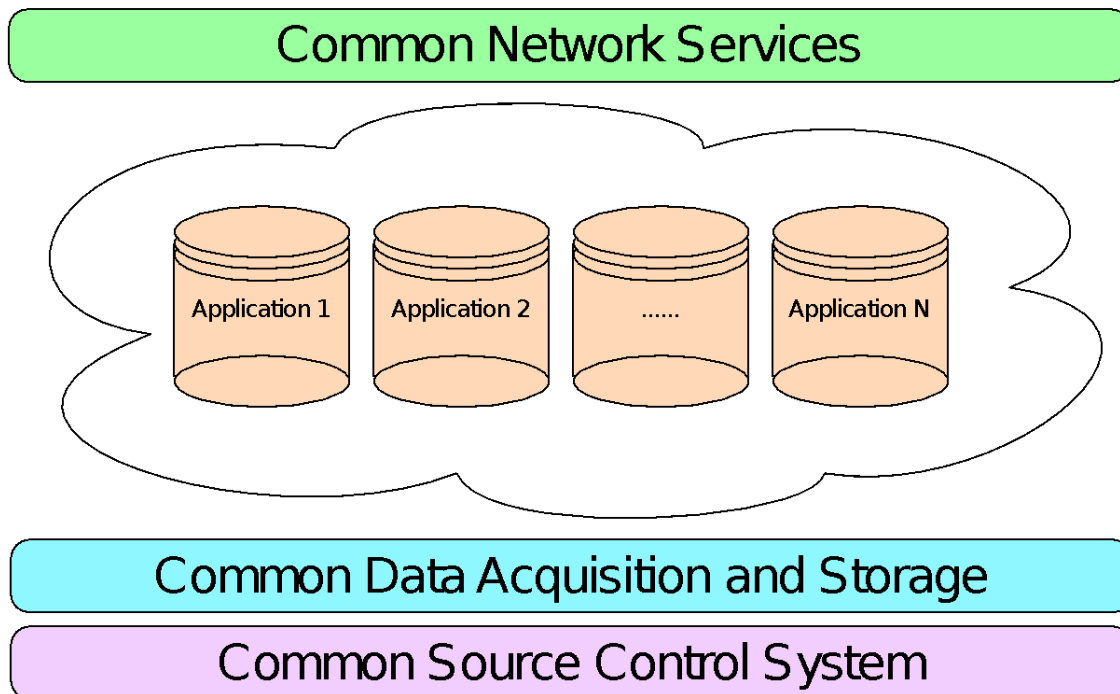 Common Network Services
Application 1
Application 2
......
Application N
Common Data Acquisition and Storage
Common Source Control System